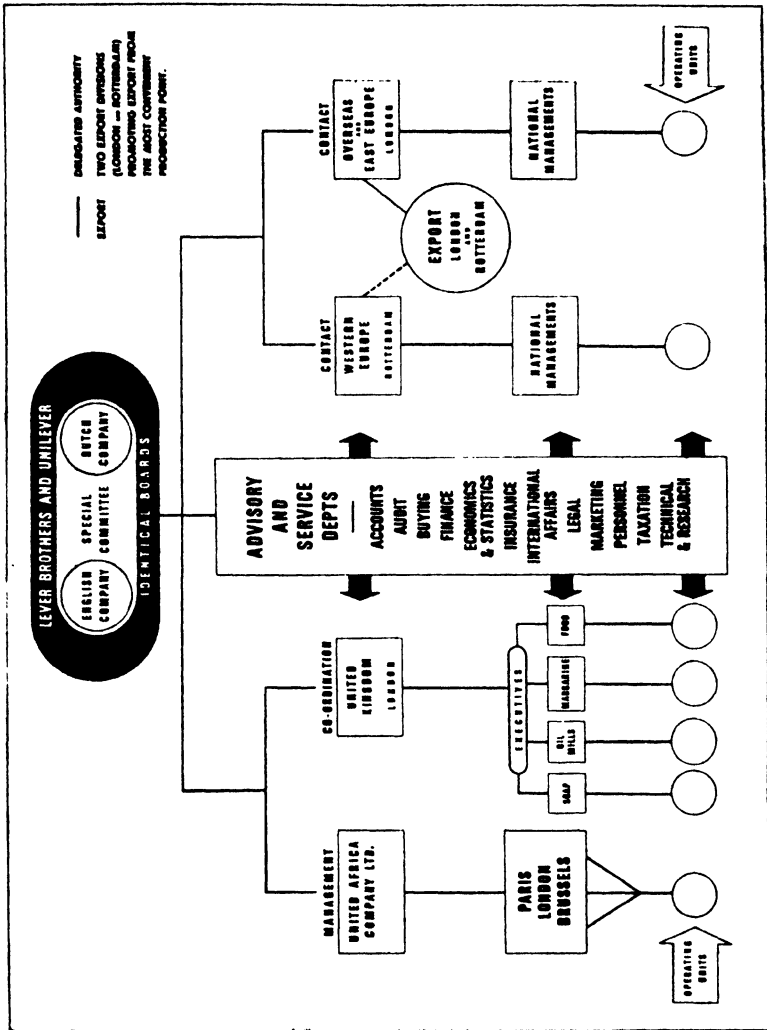 LEVER BROTHERS AND UNILEVER
ENGLISH
COMPANY
SPECIAL
COMMITTEE
DUTCH
COMPANY
IDENTICAL BOARDS
DELEGATED AUTHORITY
EXPORT
TWO EXPORT DIVISIONS
(LONDON — ROTTERDAM)
PROMOTING EXPORT FROM
THE MOST CONVENIENT
PRODUCTION POINT.
MANAGEMENT
UNITED AFRICA
COMPANY LTD.
CO-ORDINATION
UNITED
KINGDOM
LONDON
ADVISORY
AND
SERVICE
DEPTS
ACCOUNTS
AUDIT
BUYING
FINANCE
ECONOMICS
& STATISTICS
INSURANCE
INTERNATIONAL
AFFAIRS
LEGAL
MARKETING
PERSONNEL
TAXATION
TECHNICAL
& RESEARCH
CONTACT
WESTERN
EUROPE
ROTTERDAM
CONTACT
OVERSEAS
AND
EAST EUROPE
LONDON
EXPORT
LONDON
AND
ROTTERDAM
PARIS
LONDON
BRUSSELS
EXECUTIVES
SOAP
OIL
MILLS
MARGARINE
FOOD
NATIONAL
MANAGEMENTS
NATIONAL
MANAGEMENTS
OPERATING
UNITS
OPERATING
UNITS